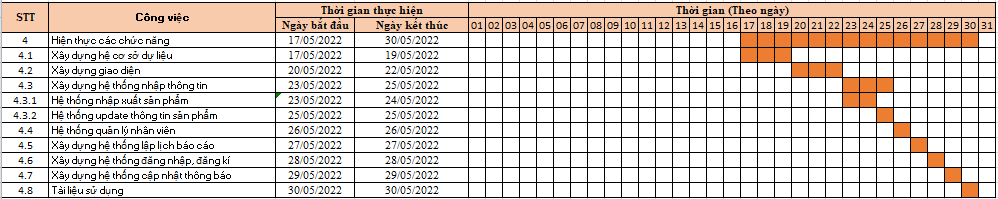 STT Công việc Thời gian thực hiện Thời gian (Theo ngày)
Ngày bắt đầu Ngày kết thúc 01 02 03 04 05 06 07 08 09 10 11 12 13 14 15 16 17 18 19 20 21 22 23 24 25 26 27 28 29 30 31
4 Hiện thực các chức năng 17/05/2022 30/05/2022
4.1 Xây dựng hệ cơ sở dự liệu 17/05/2022 19/05/2022
4.2 Xây dựng giao diện 20/05/2022 22/05/2022
4.3 Xây dựng hệ thống nhập thông tin 23/05/2022 25/05/2022
4.3.1 Hệ thống nhập xuất sản phẩm 23/05/2022 24/05/2022
4.3.2 Hệ thống update thông tin sản phẩm 25/05/2022 25/05/2022
4.4 Hệ thống quản lý nhân viên 26/05/2022 26/05/2022
4.5 Xây dựng hệ thống lập lịch báo cáo 27/05/2022 27/05/2022
4.6 Xây dựng hệ thống đăng nhập, đăng kí 28/05/2022 28/05/2022
4.7 Xây dựng hệ thống cập nhật thông báo 29/05/2022 29/05/2022
4.8 Tài liệu sử dụng 30/05/2022 30/05/2022